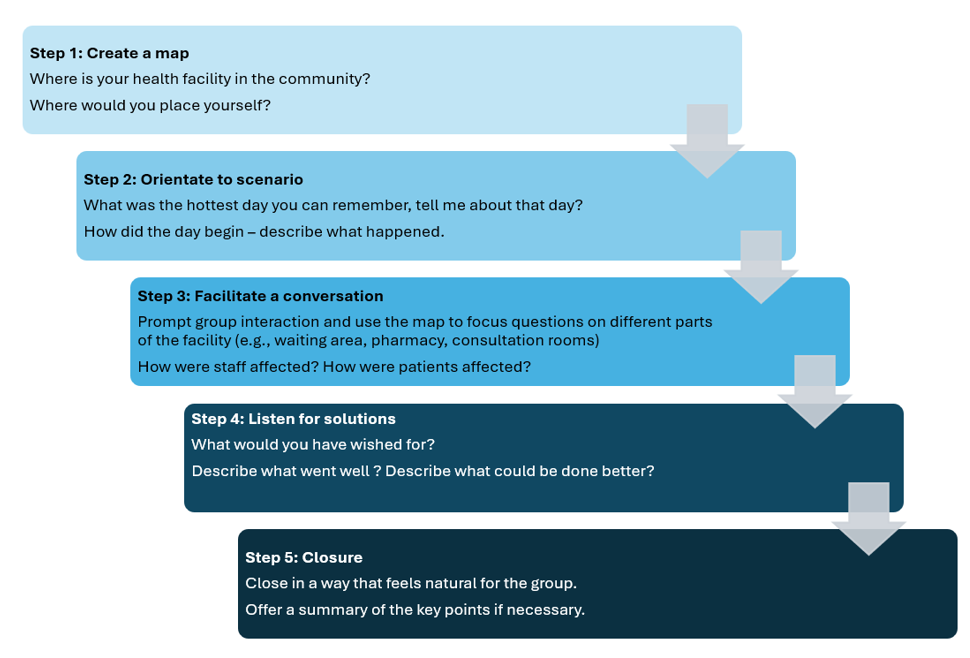 Step 1: Create a map
Where is your health facility in the community?
Where would you place yourself?
Step 2: Orientate to scenario
What was the hottest day you can remember, tell me about that day?
How did the day begin – describe what happened.
Step 3: Facilitate a conversation
Prompt group interaction and use the map to focus questions on different parts
of the facility (e.g., waiting area, pharmacy, consultation rooms)
How were staff affected? How were patients affected?
Step 4: Listen for solutions
What would you have wished for?
Describe what went well ? Describe what could be done better?
Step 5: Closure
Close in a way that feels natural for the group.
Offer a summary of the key points if necessary.